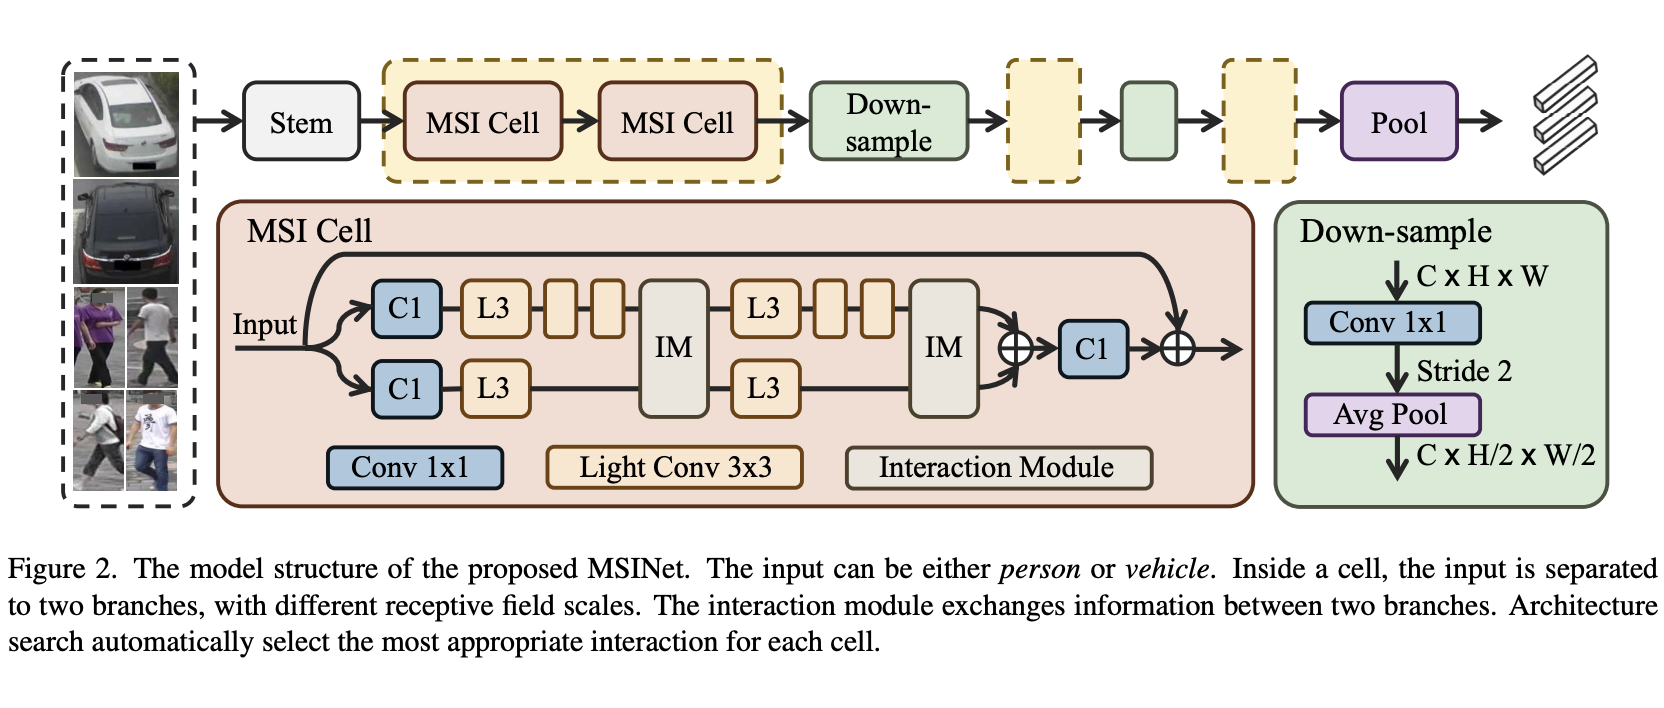 Stem
MSI Cell
MSI Cell
Down-
sample
Pool
MSI Cell
Input
C1
L3
IM
L3
IM
C1
C1
L3
L3
Conv 1x1
Light Conv 3x3
Interaction Module
Down-sample
C x H x W
Conv 1x1
Stride 2
Avg Pool
C x H/2 x W/2
Figure 2. The model structure of the proposed MSINet. The input can be either person or vehicle. Inside a cell, the input is separated
to two branches, with different receptive field scales. The interaction module exchanges information between two branches. Architecture
search automatically select the most appropriate interaction for each cell.